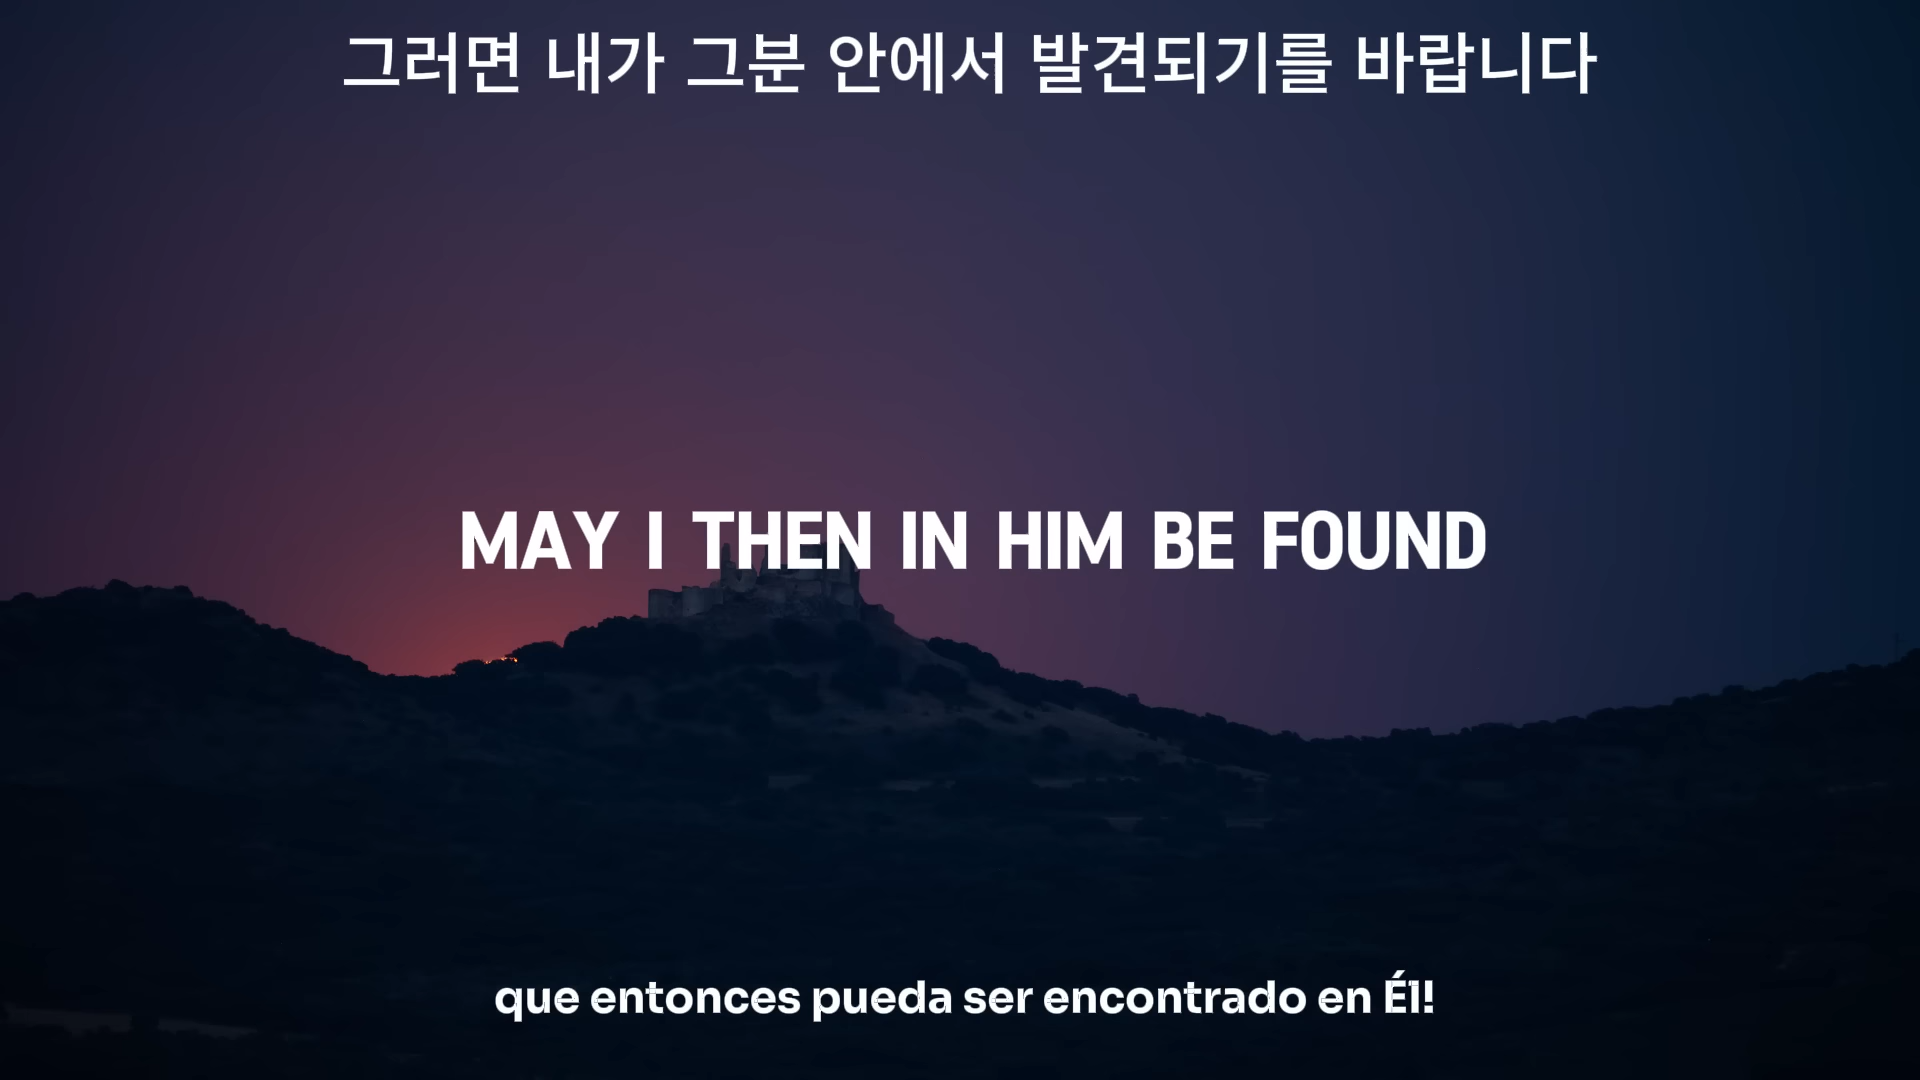 그러면 내가 그분 안에서 발견되기를 바랍니다
MAY I THEN IN HIM BE FOUND
que entonces pueda ser encontrado en Él!